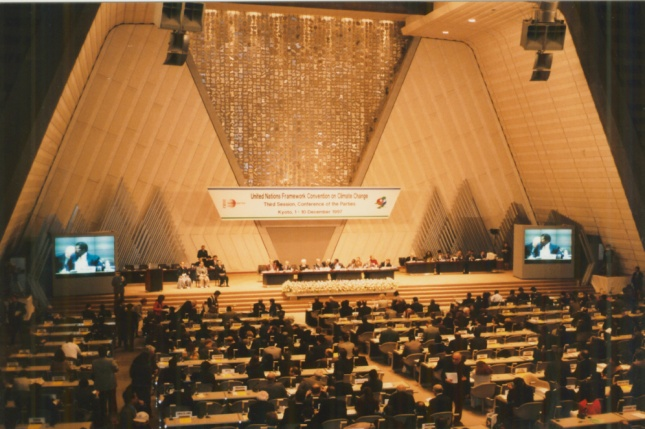 United Nations Framework Convention on Climate Change
Third Session, Conference of the Parties
Kyoto, 1 - 10 December 1997